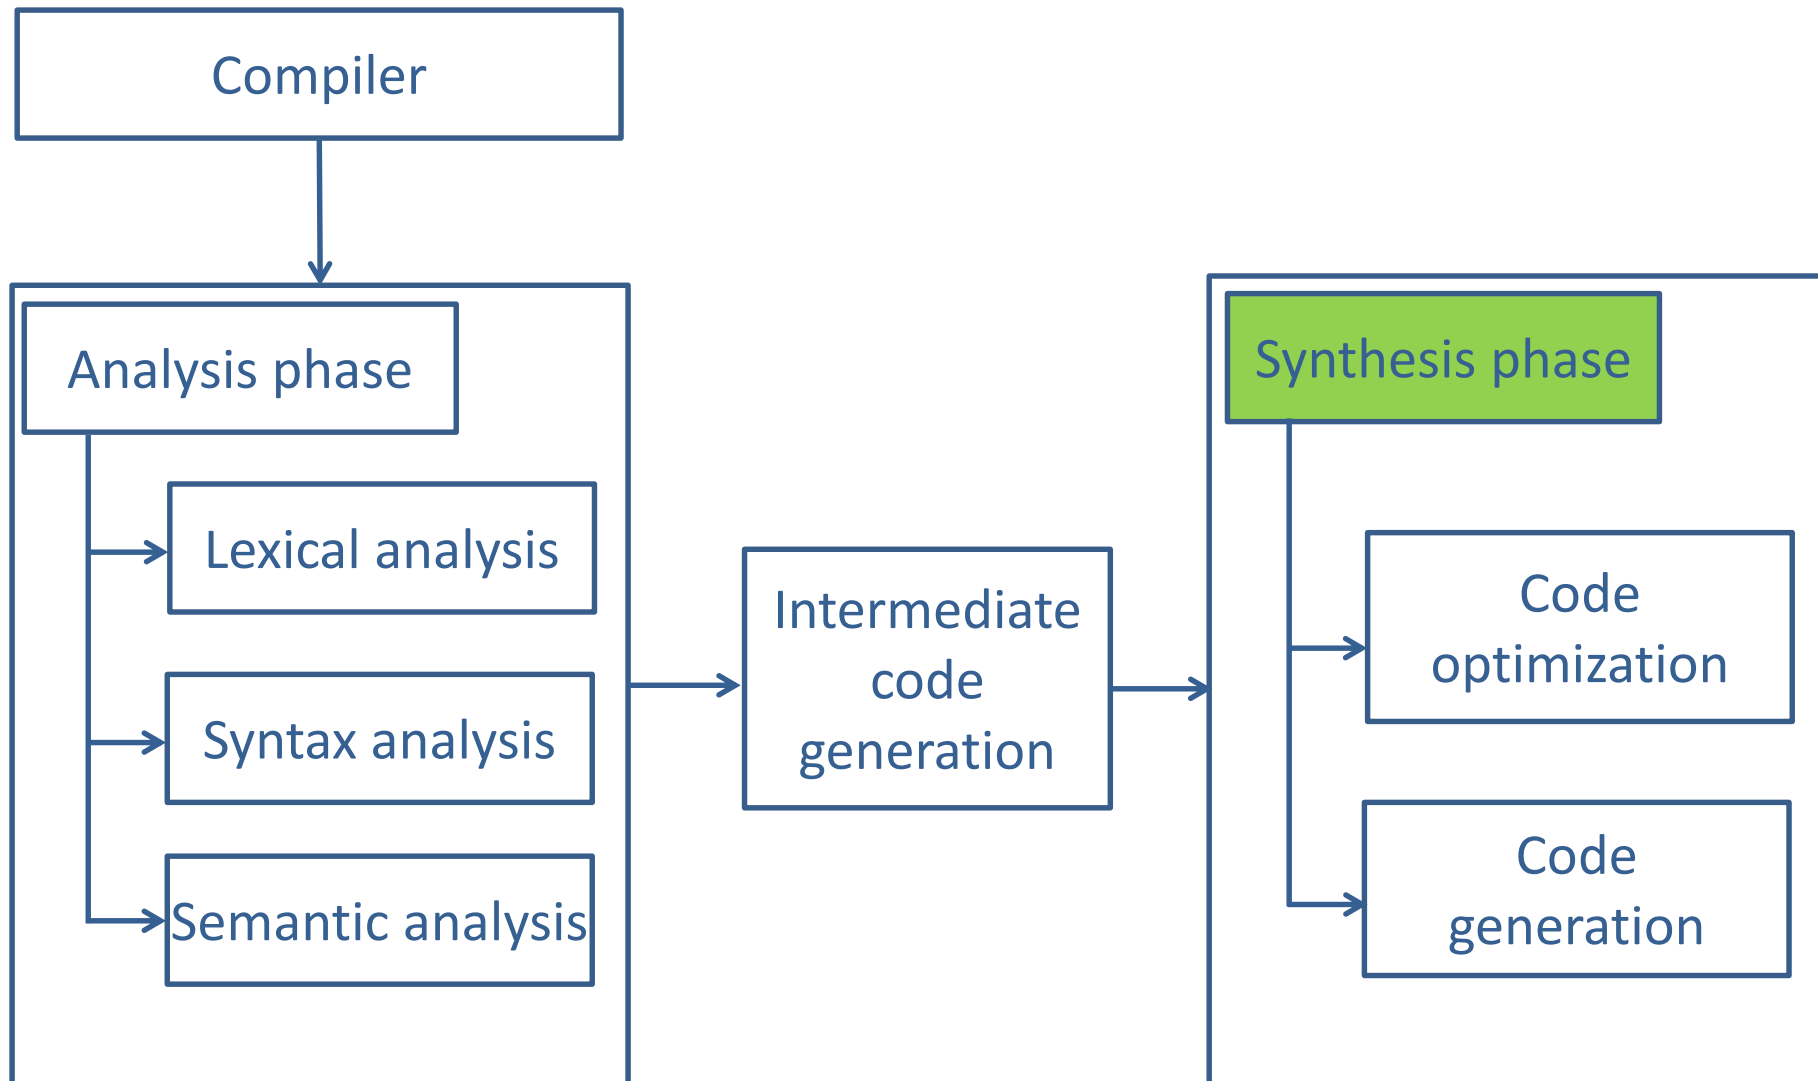 Compiler
Analysis phase
Lexical analysis
Syntax analysis
Semantic analysis
Intermediate
code
generation
Synthesis phase
Code
optimization
Code
generation